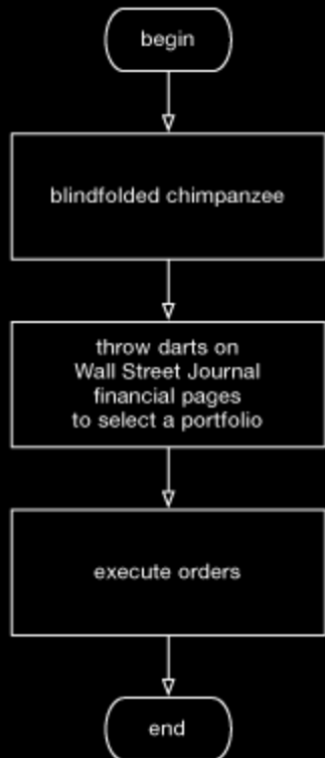 begin
blindfolded chimpanzee
throw darts on
Wall Street Journal
financial pages
to select a portfolio
execute orders
end